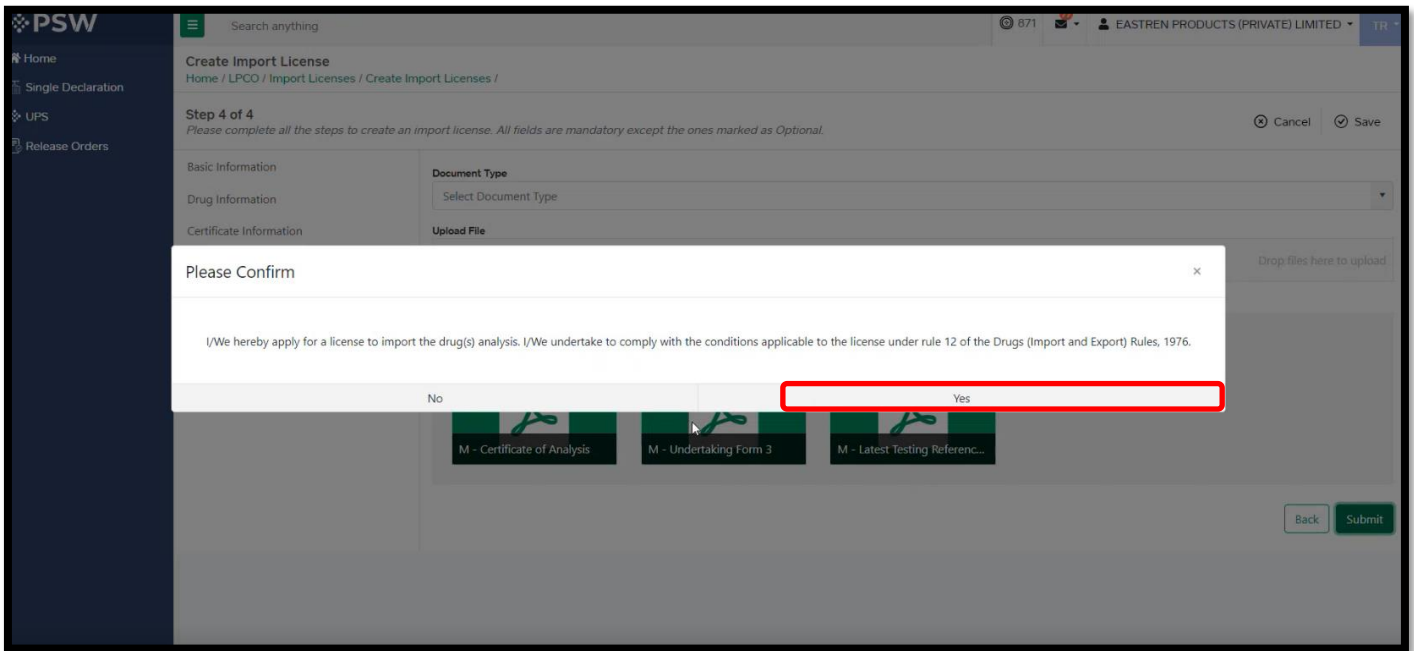 PSW
Search anything
871
EASTREN PRODUCTS (PRIVATE) LIMITED
TR
Home
Single Declaration
UPS
Release Orders
Create Import License
Home / LPCO / Import Licenses / Create Import Licenses /
Step 4 of 4
Please complete all the steps to create an import license. All fields are mandatory except the ones marked as Optional.
Cancel
Save
Basic Information
Drug Information
Certificate Information
Document Type
Select Document Type
Upload File
Drop files here to upload
Please Confirm
×
I/We hereby apply for a license to import the drug(s) analysis. I/We undertake to comply with the conditions applicable to the license under rule 12 of the Drugs (Import and Export) Rules, 1976.
No
Yes
M - Certificate of Analysis
M - Undertaking Form 3
M - Latest Testing Referenc...
Back
Submit